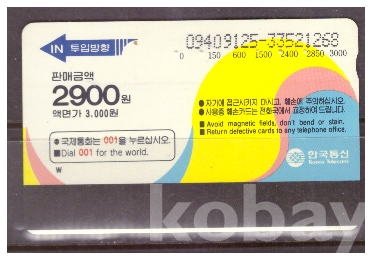 IN 투입방향
09409125-33521268
0 150 600 1200 1800 2400 2850 3000
판매금액
2900원
액면가 3.000원
● 국제통화는 001을 누르십시오.
■ Dial 001 for the world.
W
● 자기에 접근시키지 마시고, 훼손에 주의하십시오.
● 사용중 훼손카드는 전화국에서 교환하여 드립니다.
■ Avoid magnetic fields, don't bend or stain.
■ Return defective cards to any telephone office.
한국통신
Korea Telecom
kobay